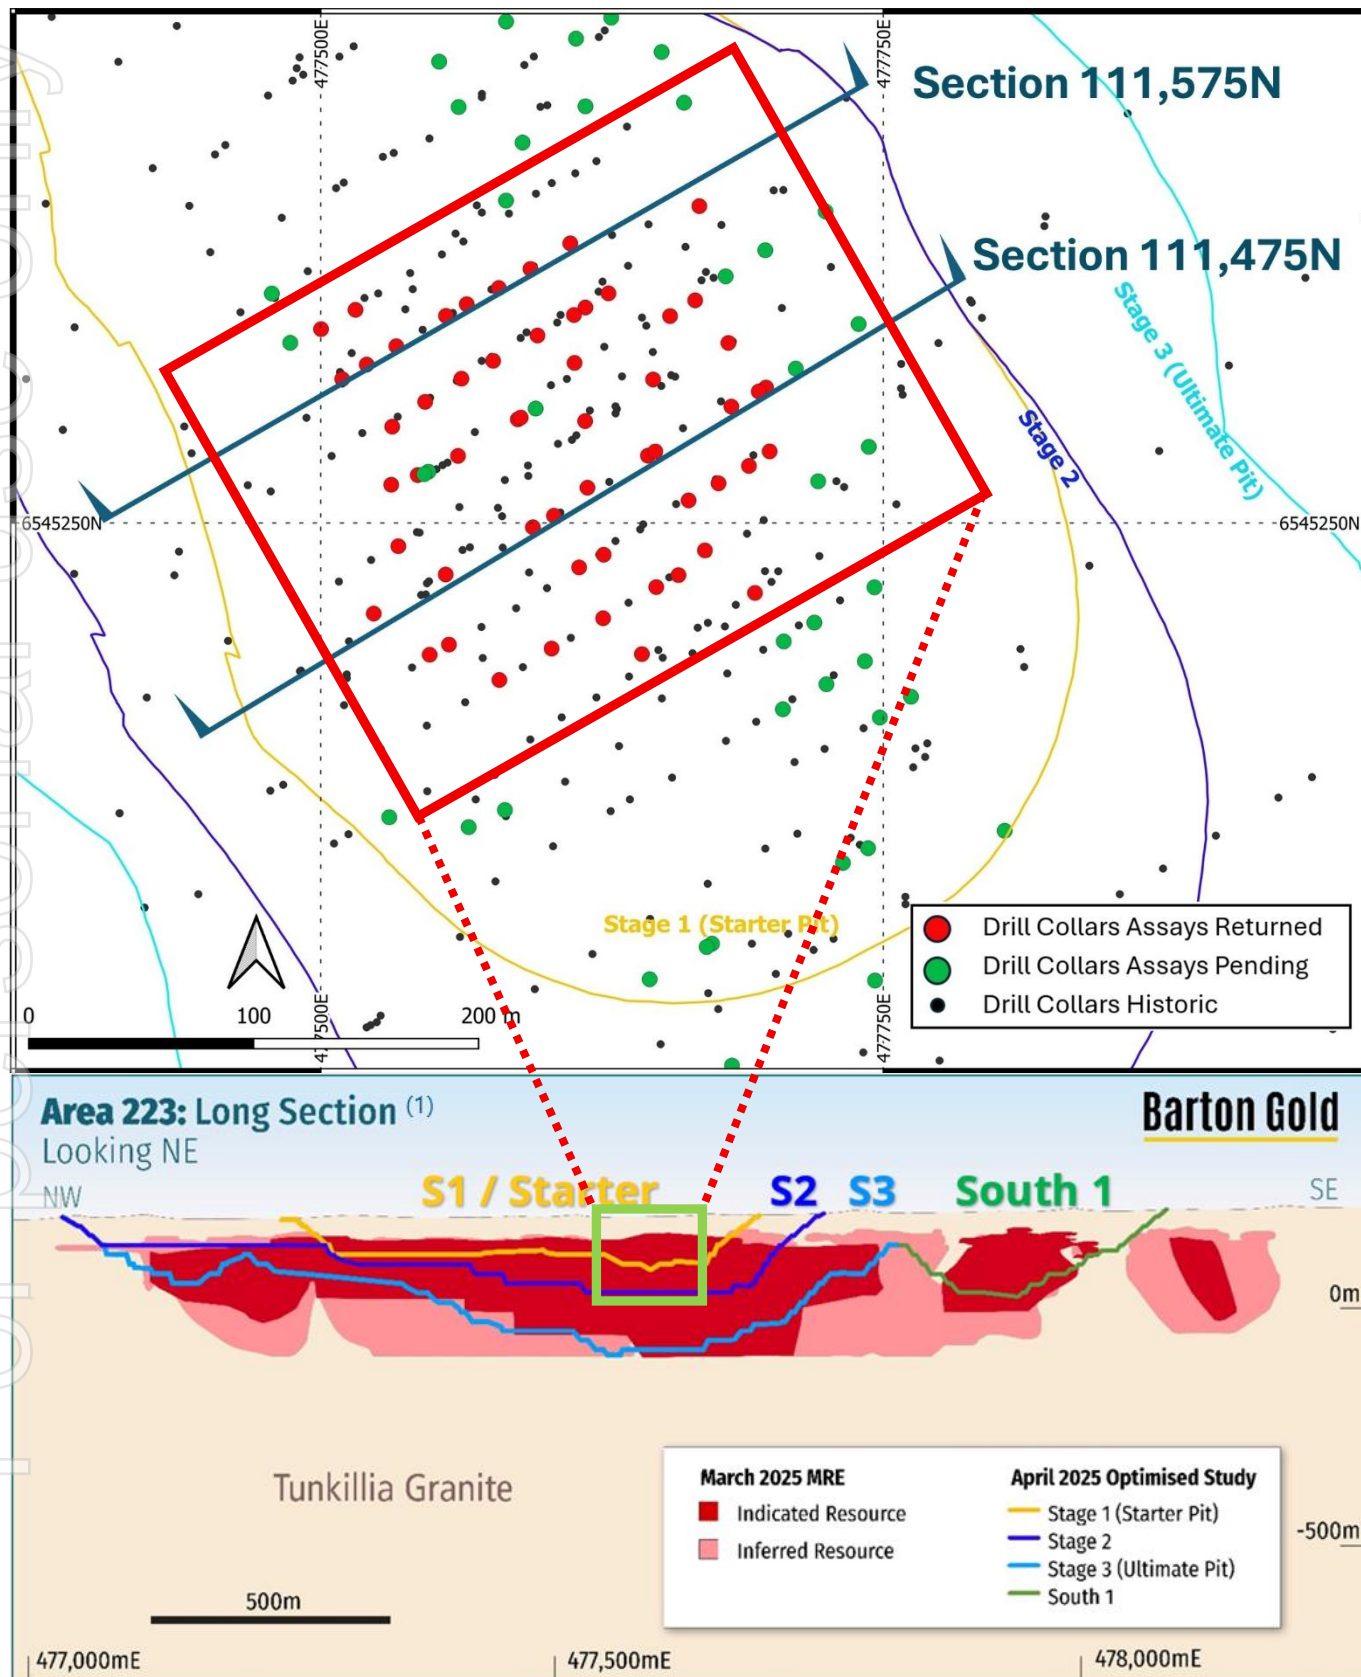 477500E
477750E
Section 111,575N
Section 111,475N
Stage 3 (Ultimate Pit)
Stage 2
6545250N
6545250N
Stage 1 (Starter Pit)
Drill Collars Assays Returned
Drill Collars Assays Pending
Drill Collars Historic
0 100 200 m
477500E
477750E
Area 223: Long Section (1)
Looking NE
Barton Gold
NW
S1 / Starter
S2
S3
South 1
SE
0m
Tunkillia Granite
March 2025 MRE
Indicated Resource
Inferred Resource
April 2025 Optimised Study
Stage 1 (Starter Pit)
Stage 2
Stage 3 (Ultimate Pit)
South 1
-500m
500m
477,000mE
477,500mE
478,000mE